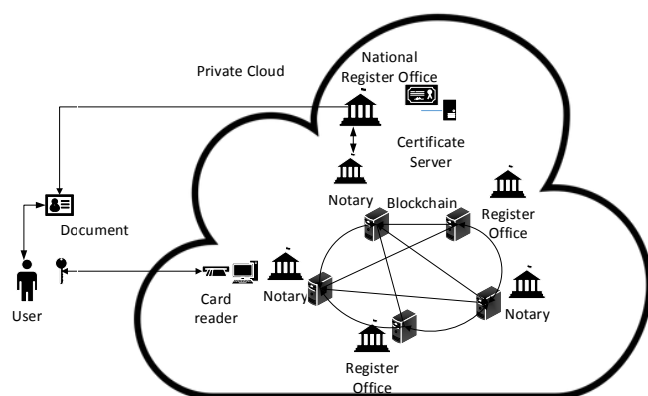 National
Private Cloud
Register Office
Certificate
Server
Notary
Blockchain
Register
Office
Document
User
Card
reader
Notary
Notary
Register
Office